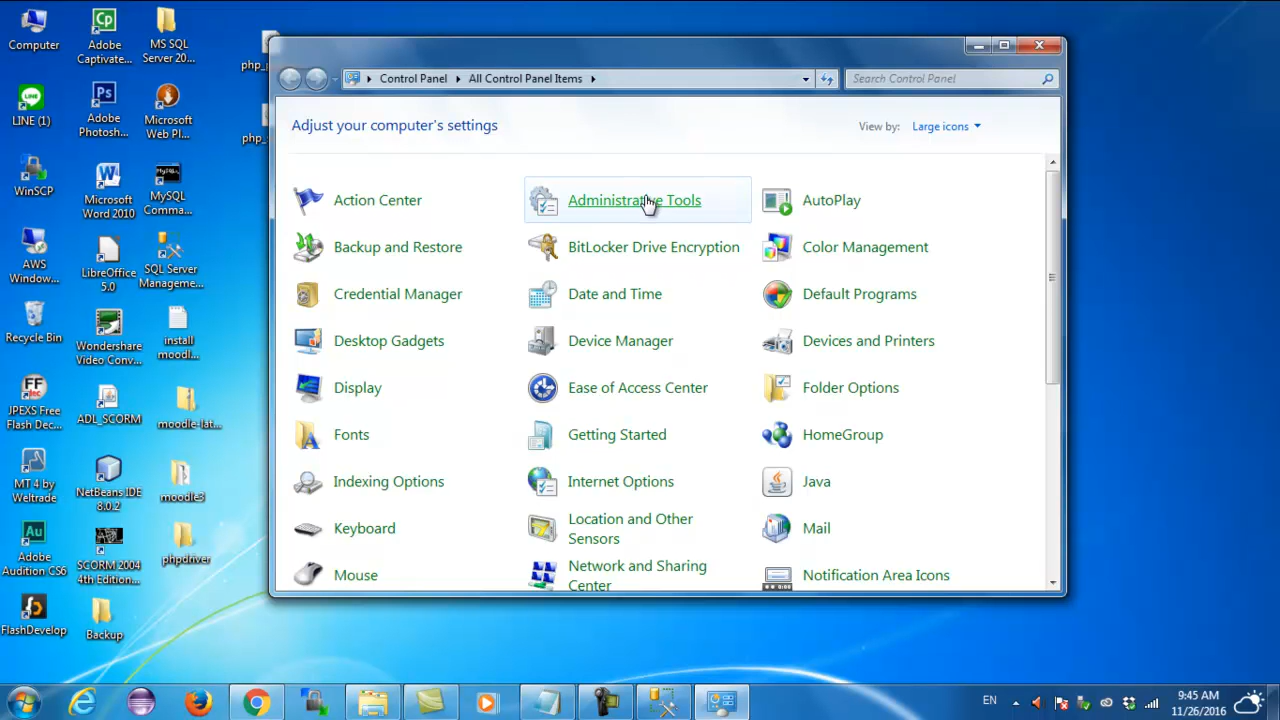 Computer
Adobe
Captivate...
MS SQL
Server 20...
LINE (1)
Adobe
Photosh...
Microsoft
Web Pl...
WinSCP
Microsoft
Word 2010
MySQL
Comma...
AWS
Window...
LibreOffice
5.0
SQL Server
Manageme...
Recycle Bin
Wondershare
Video Conv...
install
moodl...
JPEXS Free
Flash Dec...
ADL_SCORM
moodle-lat...
MT 4 by
Weltrade
NetBeans IDE
8.0.2
moodle3
Adobe
Audition CS6
SCORM 2004
4th Edition...
phpdriver
FlashDevelop
Backup
Control Panel
All Control Panel Items
Search Control Panel
Adjust your computer's settings
View by: Large icons
Action Center
Administrative Tools
AutoPlay
Backup and Restore
BitLocker Drive Encryption
Color Management
Credential Manager
Date and Time
Default Programs
Desktop Gadgets
Device Manager
Devices and Printers
Display
Ease of Access Center
Folder Options
Fonts
Getting Started
HomeGroup
Indexing Options
Internet Options
Java
Keyboard
Location and Other
Sensors
Mail
Mouse
Network and Sharing
Center
Notification Area Icons
EN
9:45 AM
11/26/2016